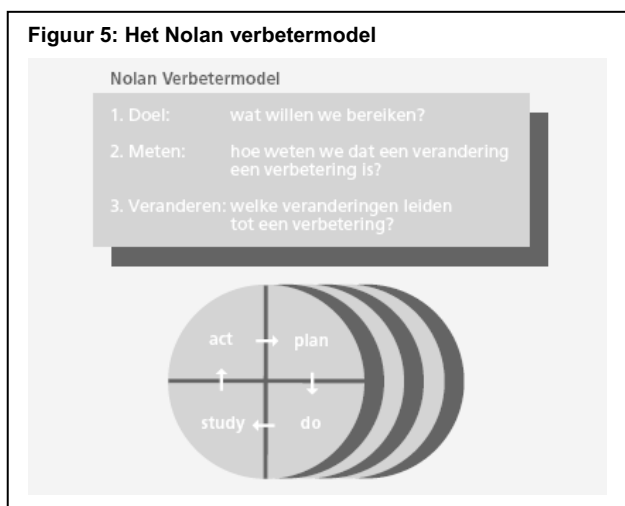 Figuur 5: Het Nolan verbetermodel
Nolan Verbetermodel
1. Doel: wat willen we bereiken?
2. Meten: hoe weten we dat een verandering
een verbetering is?
3. Veranderen: welke veranderingen leiden
tot een verbetering?
act plan
study do